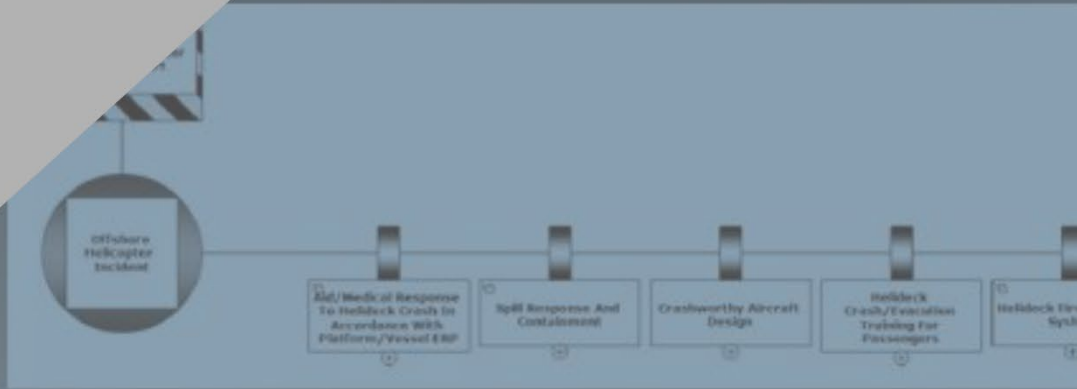 Offshore
Helicopter
Incident
Aid/Medical Response
To Helideck Crash In
Accordance With
Platform/Vessel ERP
Spill Response And
Containment
Crashworthy Aircraft
Design
Helideck
Crash/Evacuation
Training For
Passengers
Helideck